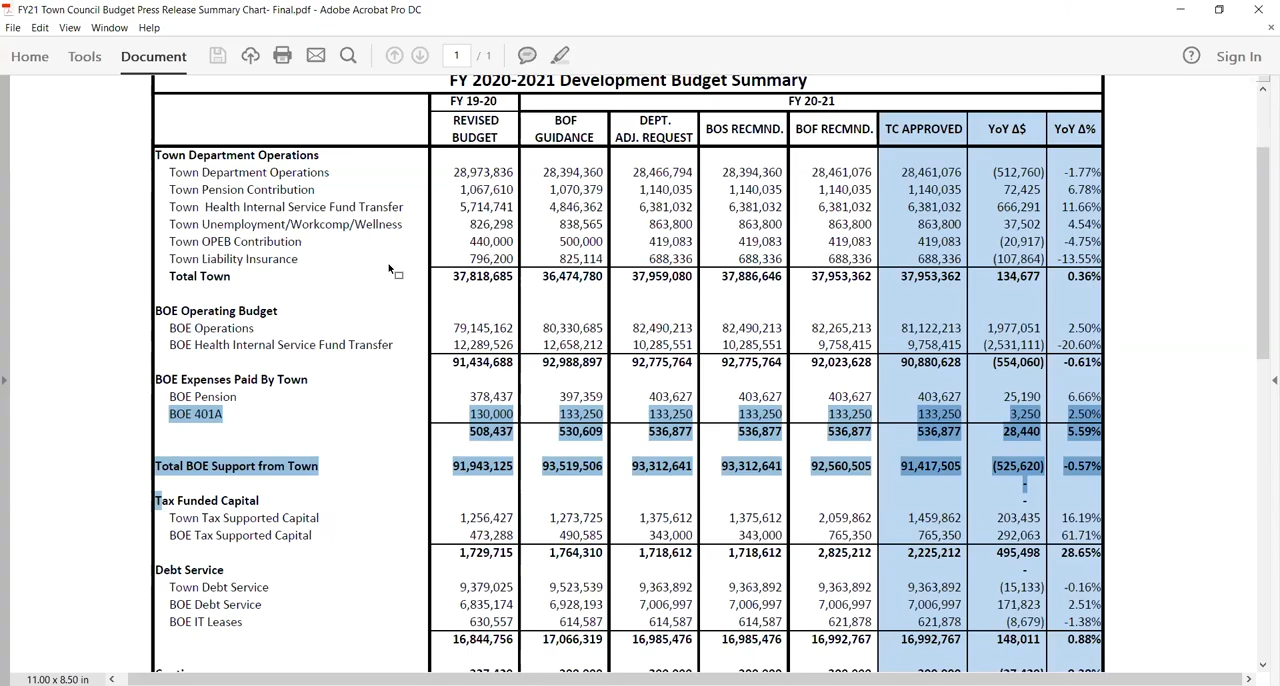 FY21 Town Council Budget Press Release Summary Chart- Final.pdf - Adobe Acrobat Pro DC
File Edit View Window Help
Home Tools Document 1 / 1 Sign In
FY 2020-2021 Development Budget Summary
FY 19-20 FY 20-21
REVISED BUDGET BOF GUIDANCE DEPT. ADJ. REQUEST BOS RECMND. BOF RECMND. TC APPROVED YoY Δ$ YoY Δ%
Town Department Operations
Town Department Operations 28,973,836 28,394,360 28,466,794 28,394,360 28,461,076 28,461,076 (512,760) -1.77%
Town Pension Contribution 1,067,610 1,070,379 1,140,035 1,140,035 1,140,035 1,140,035 72,425 6.78%
Town Health Internal Service Fund Transfer 5,714,741 4,846,362 6,381,032 6,381,032 6,381,032 6,381,032 666,291 11.66%
Town Unemployment/Workcomp/Wellness 826,298 838,565 863,800 863,800 863,800 863,800 37,502 4.54%
Town OPEB Contribution 440,000 500,000 419,083 419,083 419,083 419,083 (20,917) -4.75%
Town Liability Insurance 796,200 825,114 688,336 688,336 688,336 688,336 (107,864) -13.55%
Total Town 37,818,685 36,474,780 37,959,080 37,886,646 37,953,362 37,953,362 134,677 0.36%
BOE Operating Budget
BOE Operations 79,145,162 80,330,685 82,490,213 82,490,213 82,265,213 81,122,213 1,977,051 2.50%
BOE Health Internal Service Fund Transfer 12,289,526 12,658,212 10,285,551 10,285,551 9,758,415 9,758,415 (2,531,111) -20.60%
91,434,688 92,988,897 92,775,764 92,775,764 92,023,628 90,880,628 (554,060) -0.61%
BOE Expenses Paid By Town
BOE Pension 378,437 397,359 403,627 403,627 403,627 403,627 25,190 6.66%
BOE 401A 130,000 133,250 133,250 133,250 133,250 133,250 3,250 2.50%
508,437 530,609 536,877 536,877 536,877 536,877 28,440 5.59%
Total BOE Support from Town 91,943,125 93,519,506 93,312,641 93,312,641 92,560,505 91,417,505 (525,620) -0.57%
-
Tax Funded Capital -
Town Tax Supported Capital 1,256,427 1,273,725 1,375,612 1,375,612 2,059,862 1,459,862 203,435 16.19%
BOE Tax Supported Capital 473,288 490,585 343,000 343,000 765,350 765,350 292,063 61.71%
1,729,715 1,764,310 1,718,612 1,718,612 2,825,212 2,225,212 495,498 28.65%
Debt Service -
Town Debt Service 9,379,025 9,523,539 9,363,892 9,363,892 9,363,892 9,363,892 (15,133) -0.16%
BOE Debt Service 6,835,174 6,928,193 7,006,997 7,006,997 7,006,997 7,006,997 171,823 2.51%
BOE IT Leases 630,557 614,587 614,587 614,587 621,878 621,878 (8,679) -1.38%
16,844,756 17,066,319 16,985,476 16,985,476 16,992,767 16,992,767 148,011 0.88%
11.00 x 8.50 in